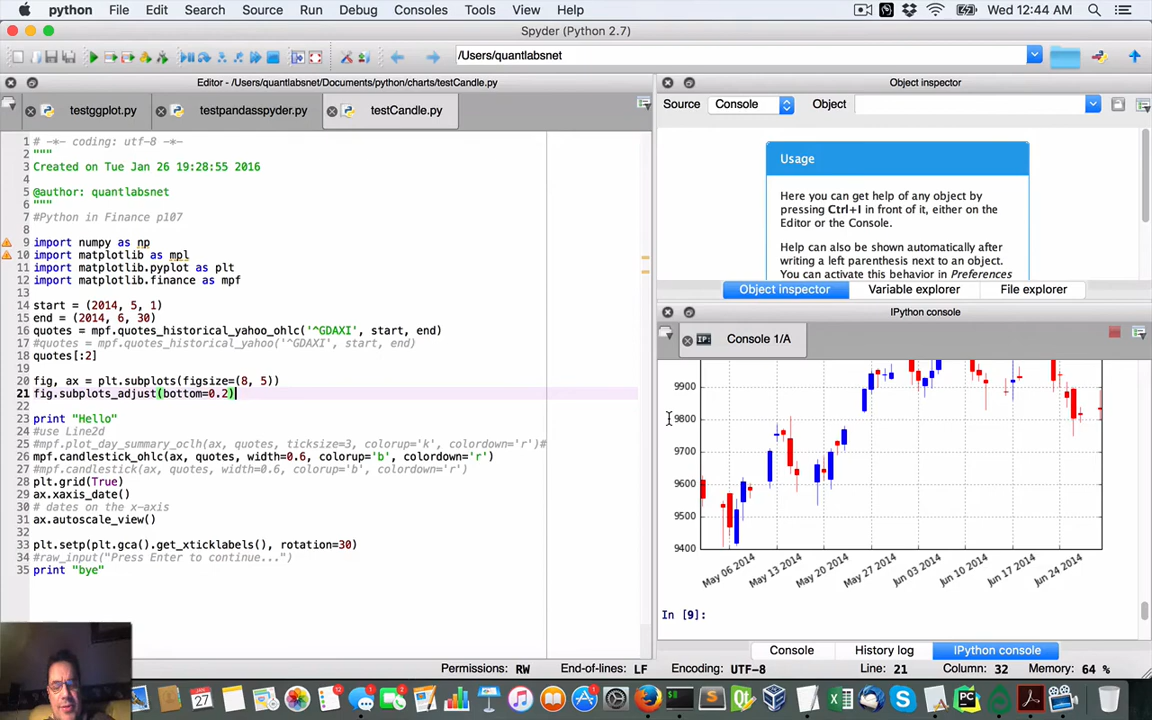 python File Edit Search Source Run Debug Consoles Tools View Help Wed 12:44 AM
Spyder (Python 2.7)
/Users/quantlabsnet
Editor - /Users/quantlabsnet/Documents/python/charts/testCandle.py
testggplot.py testpandasspyder.py testCandle.py
1 # -*- coding: utf-8 -*-
2 """
3 Created on Tue Jan 26 19:28:55 2016
4
5 @author: quantlabsnet
6 """
7 #Python in Finance p107
8
9 import numpy as np
10 import matplotlib as mpl
11 import matplotlib.pyplot as plt
12 import matplotlib.finance as mpf
13
14 start = (2014, 5, 1)
15 end = (2014, 6, 30)
16 quotes = mpf.quotes_historical_yahoo_ohlc('^GDAXI', start, end)
17 #quotes = mpf.quotes_historical_yahoo('^GDAXI', start, end)
18 quotes[:2]
19
20 fig, ax = plt.subplots(figsize=(8, 5))
21 fig.subplots_adjust(bottom=0.2)
22
23 print "Hello"
24 #use Line2d
25 #mpf.plot_day_summary_oclh(ax, quotes, ticksize=3, colorup='k', colordown='r')#
26 mpf.candlestick_ohlc(ax, quotes, width=0.6, colorup='b', colordown='r')
27 #mpf.candlestick(ax, quotes, width=0.6, colorup='b', colordown='r')
28 plt.grid(True)
29 ax.xaxis_date()
30 # dates on the x-axis
31 ax.autoscale_view()
32
33 plt.setp(plt.gca().get_xticklabels(), rotation=30)
34 #raw_input("Press Enter to continue...")
35 print "bye"
Permissions: RW End-of-lines: LF Encoding: UTF-8 Line: 21 Column: 32 Memory: 64 %
Object inspector
Source Console Object
Usage
Here you can get help of any object by
pressing Ctrl+I in front of it, either on the
Editor or the Console.
Help can also be shown automatically after
writing a left parenthesis next to an object.
You can activate this behavior in Preferences
Object inspector Variable explorer File explorer
IPython console
IP: Console 1/A
9900
9800
9700
9600
9500
9400
May 06 2014 May 13 2014 May 20 2014 May 27 2014 Jun 03 2014 Jun 10 2014 Jun 17 2014 Jun 24 2014
In [9]:
Console History log IPython console